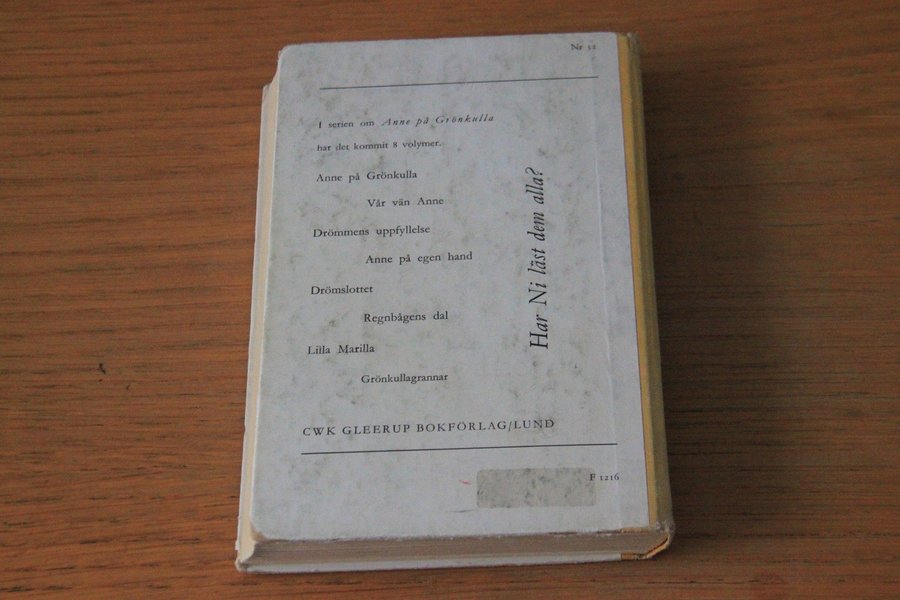 Nr 52
I serien om Anne på Grönkulla
har det kommit 8 volymer.
Anne på Grönkulla
Vår vän Anne
Drömmens uppfyllelse
Anne på egen hand
Drömslottet
Regnbågens dal
Lilla Marilla
Grönkullagrannar
Har Ni läst dem alla?
CWK GLEERUP BOKFÖRLAG/LUND
F 1216